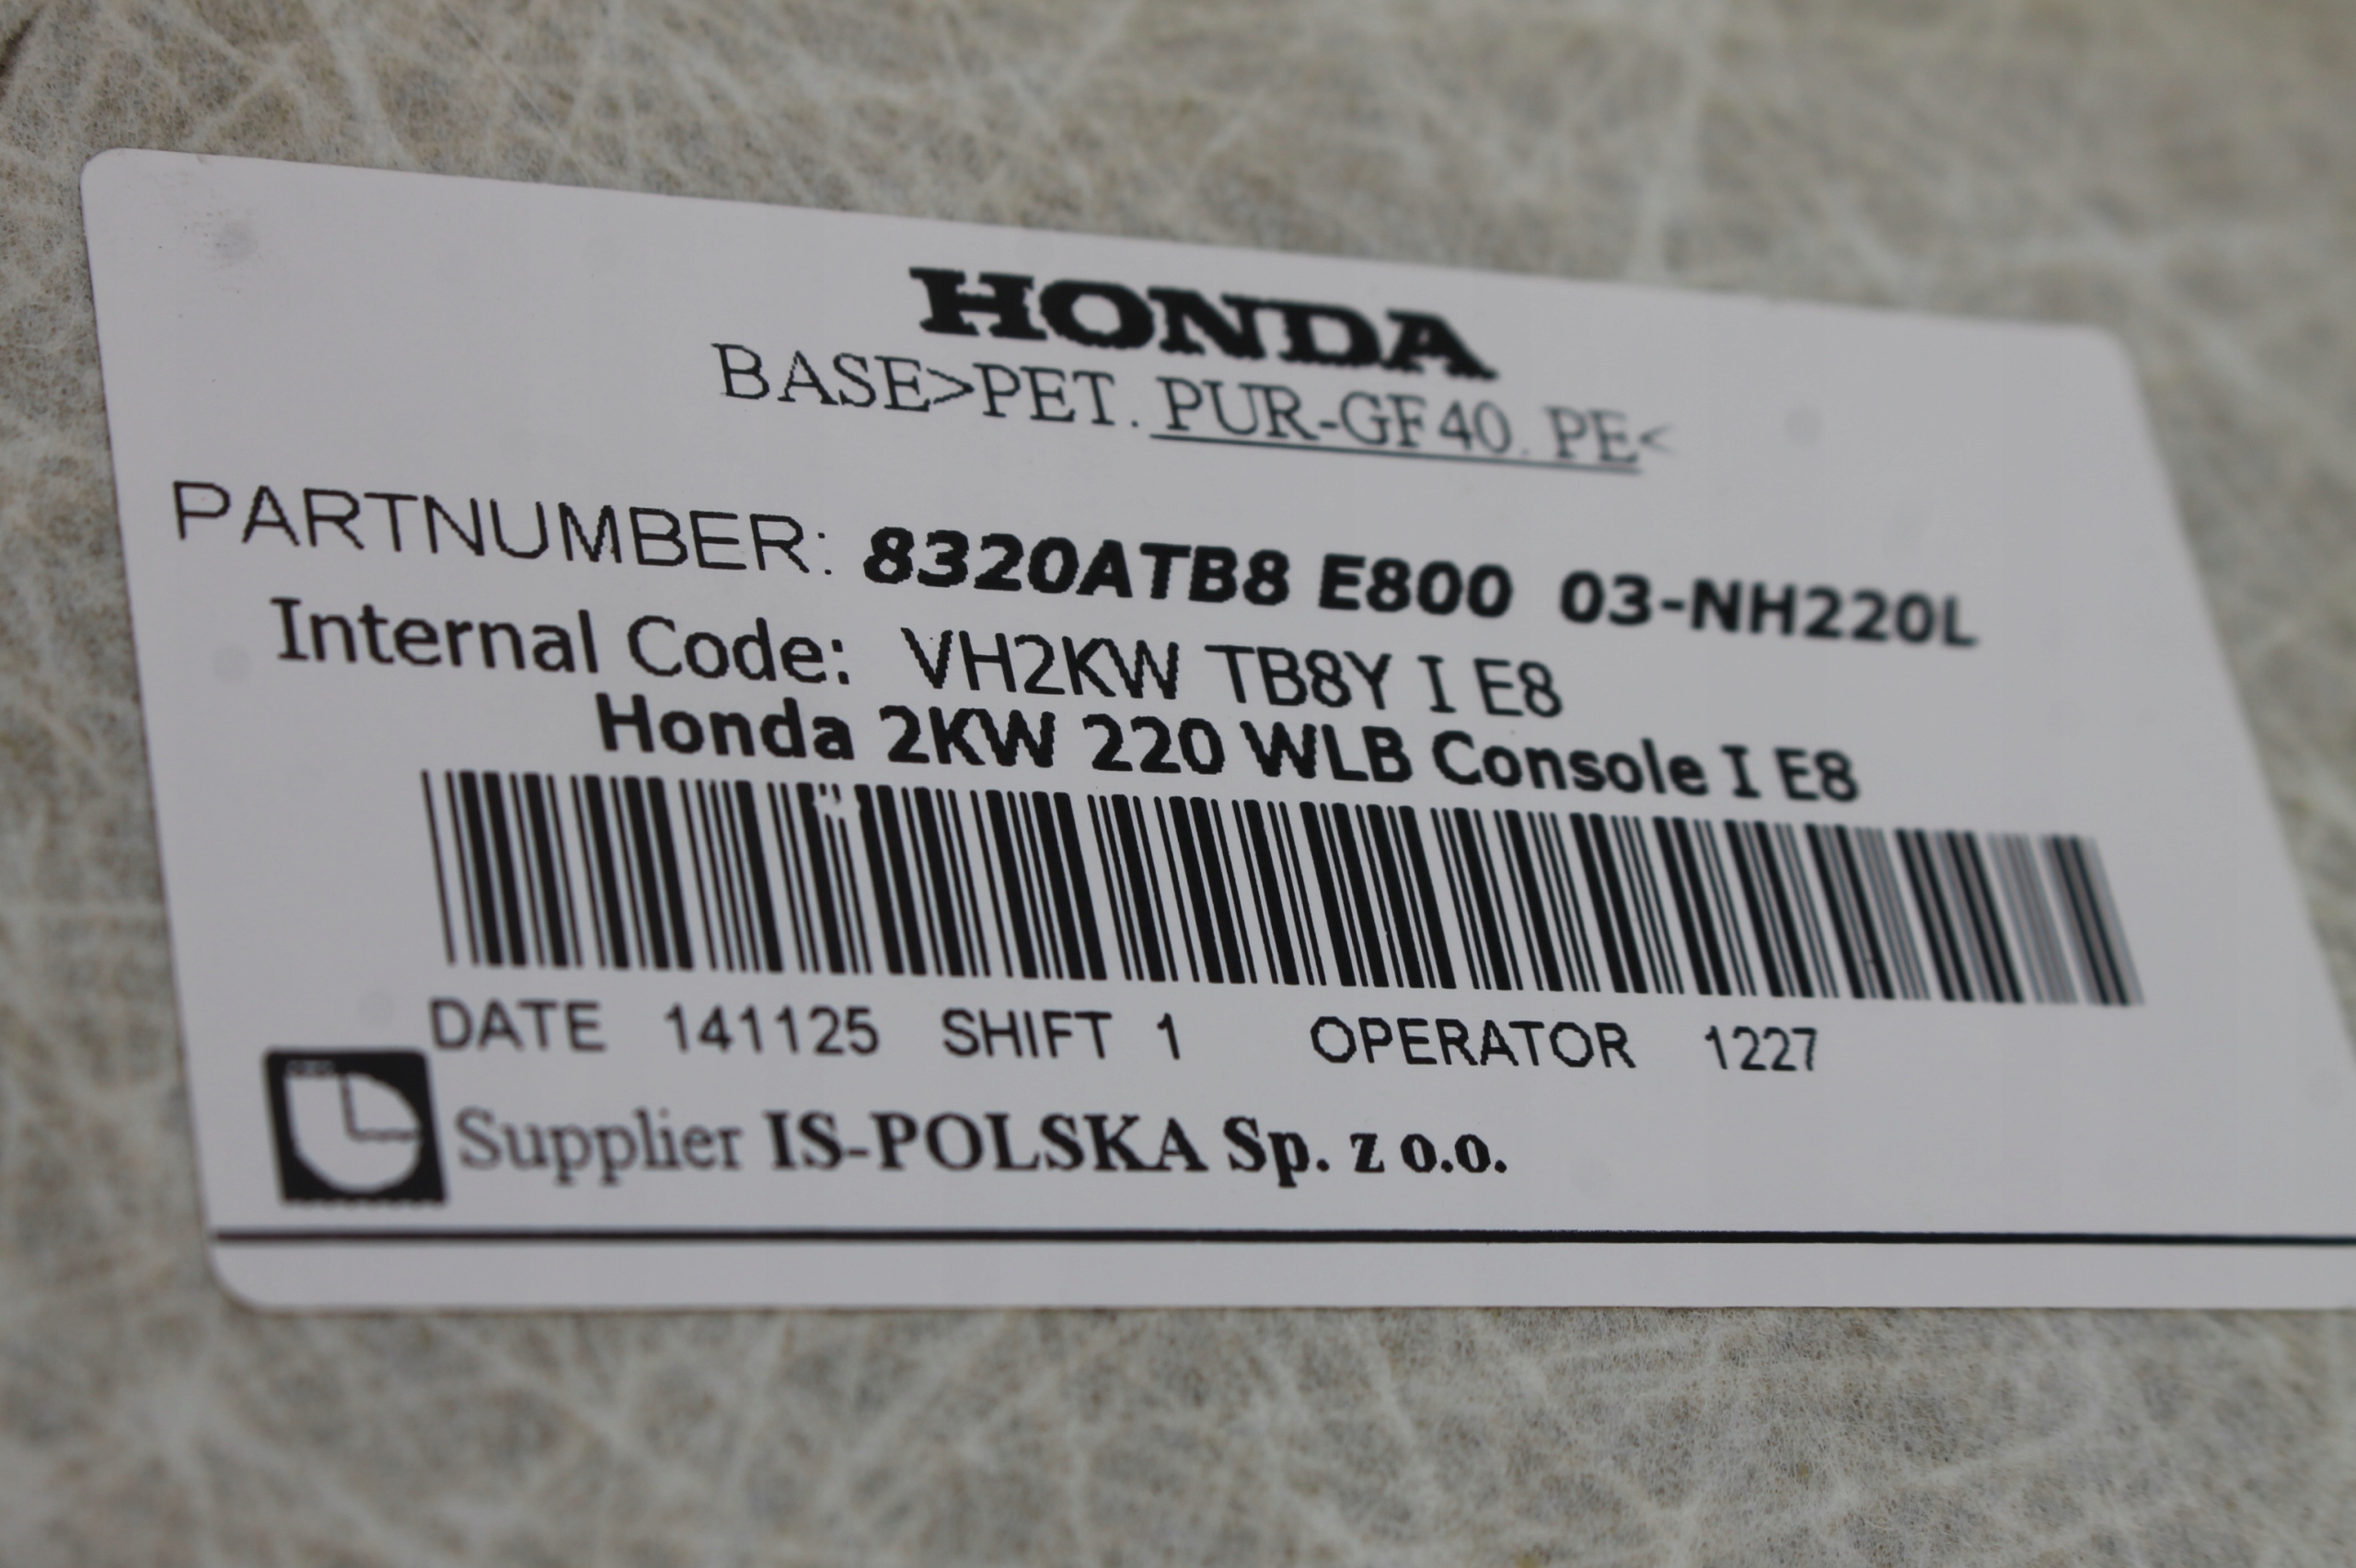 HONDA
BASE>PET. PUR-GF40. PE<
PARTNUMBER: 8320ATB8 E800 03-NH220L
Internal Code: VH2KW TB8Y I E8
Honda 2KW 220 WLB Console I E8
DATE 141125 SHIFT 1 OPERATOR 1227
Supplier IS-POLSKA Sp. z o.o.